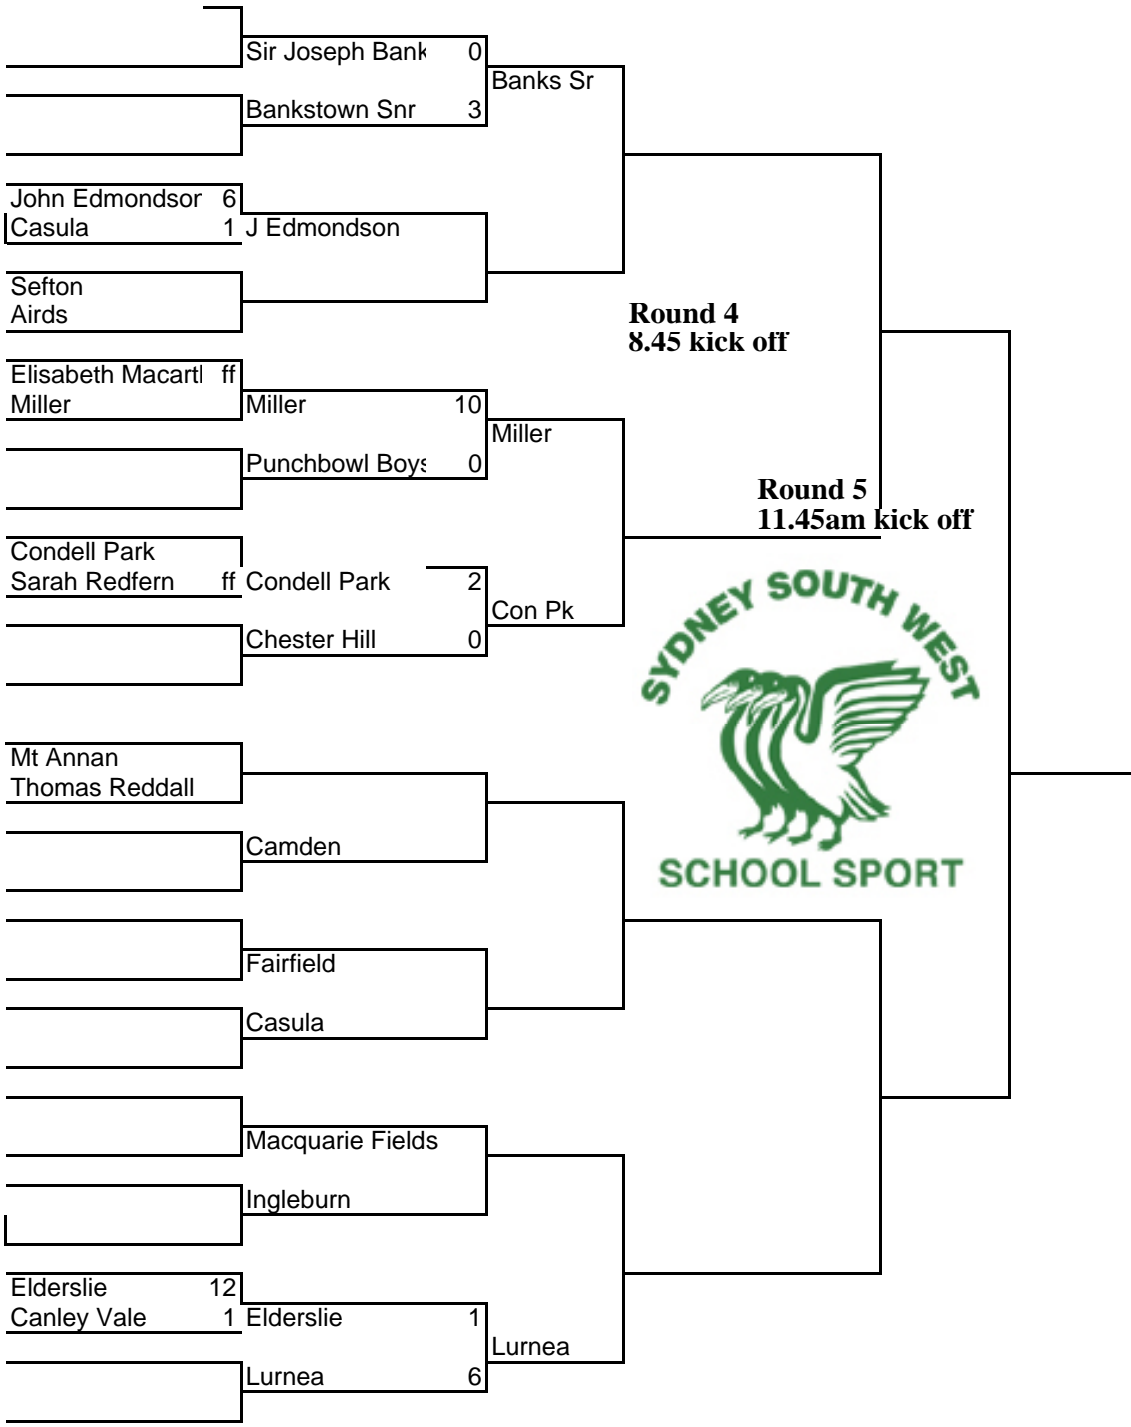 Sir Joseph Bank 0
Banks Sr
Bankstown Snr 3
John Edmondson 6
Casula 1 J Edmondson
Sefton
Airds
Round 4
8.45 kick off
Elisabeth Macart ff
Miller Miller 10
Miller
Punchbowl Boys 0
Round 5
11.45am kick off
Condell Park
Sarah Redfern ff Condell Park 2
Con Pk
Chester Hill 0
SYDNEY SOUTH WEST
SCHOOL SPORT
Mt Annan
Thomas Reddall
Camden
Fairfield
Casula
Macquarie Fields
Ingleburn
Elderslie 12
Canley Vale 1 Elderslie 1
Lurnea
Lurnea 6